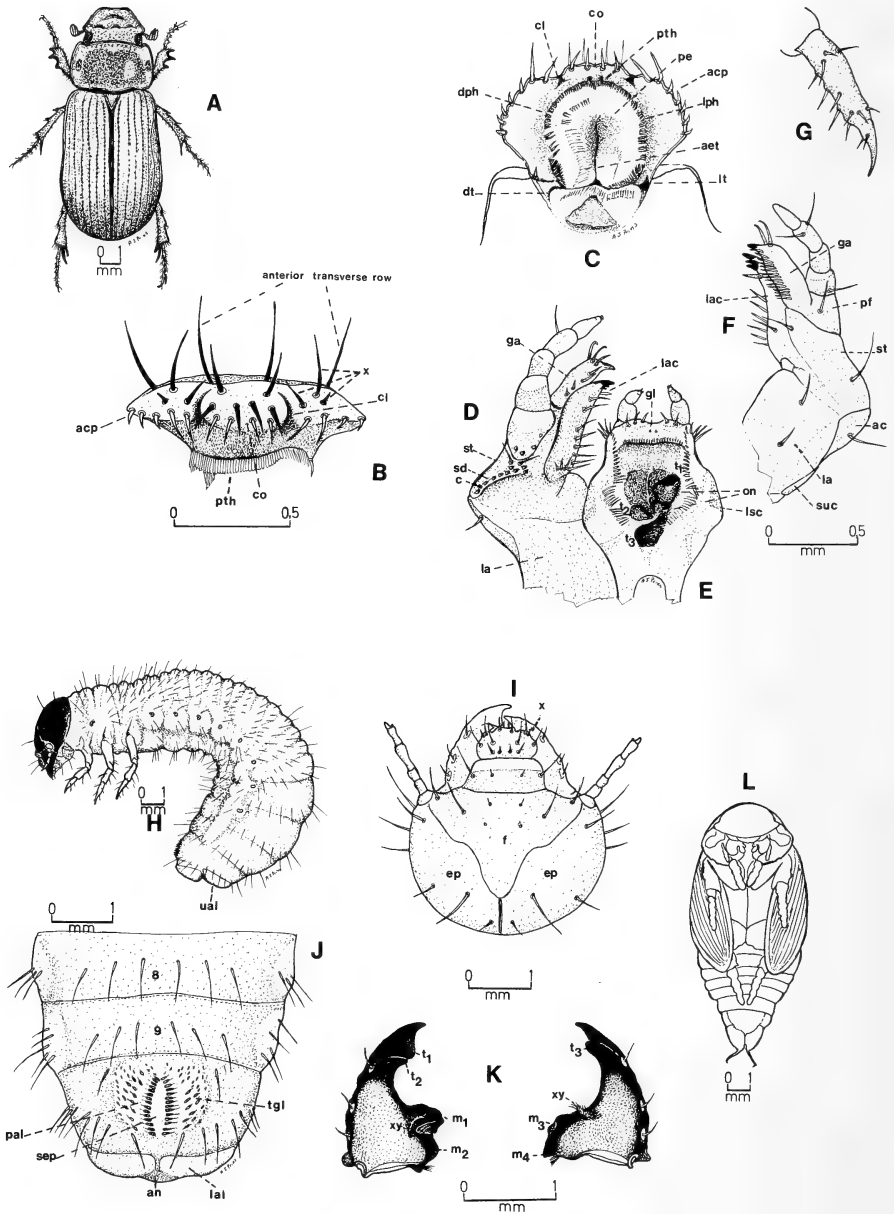 A
0 1
mm
anterior transverse row
x
cl
acp
co
pth
B
0 0,5
cl
co
pth
pe
acp
dph
lph
aet
dt
lt
C
G
ga
lac
pf
F
st
ac
la
suc
0 0,5
mm
ga
lac
D
gl
st
sd
c
t1
on
t2
lsc
t3
la
E
0 1
mm
H
ual
I
x
f
ep
ep
0 1
mm
L
0 1
mm
0 1
mm
J
8
9
tgl
pal
sep
an
lal
K
t1
t2
t3
xy
m1
xy
m3
m2
m4
0 1
mm